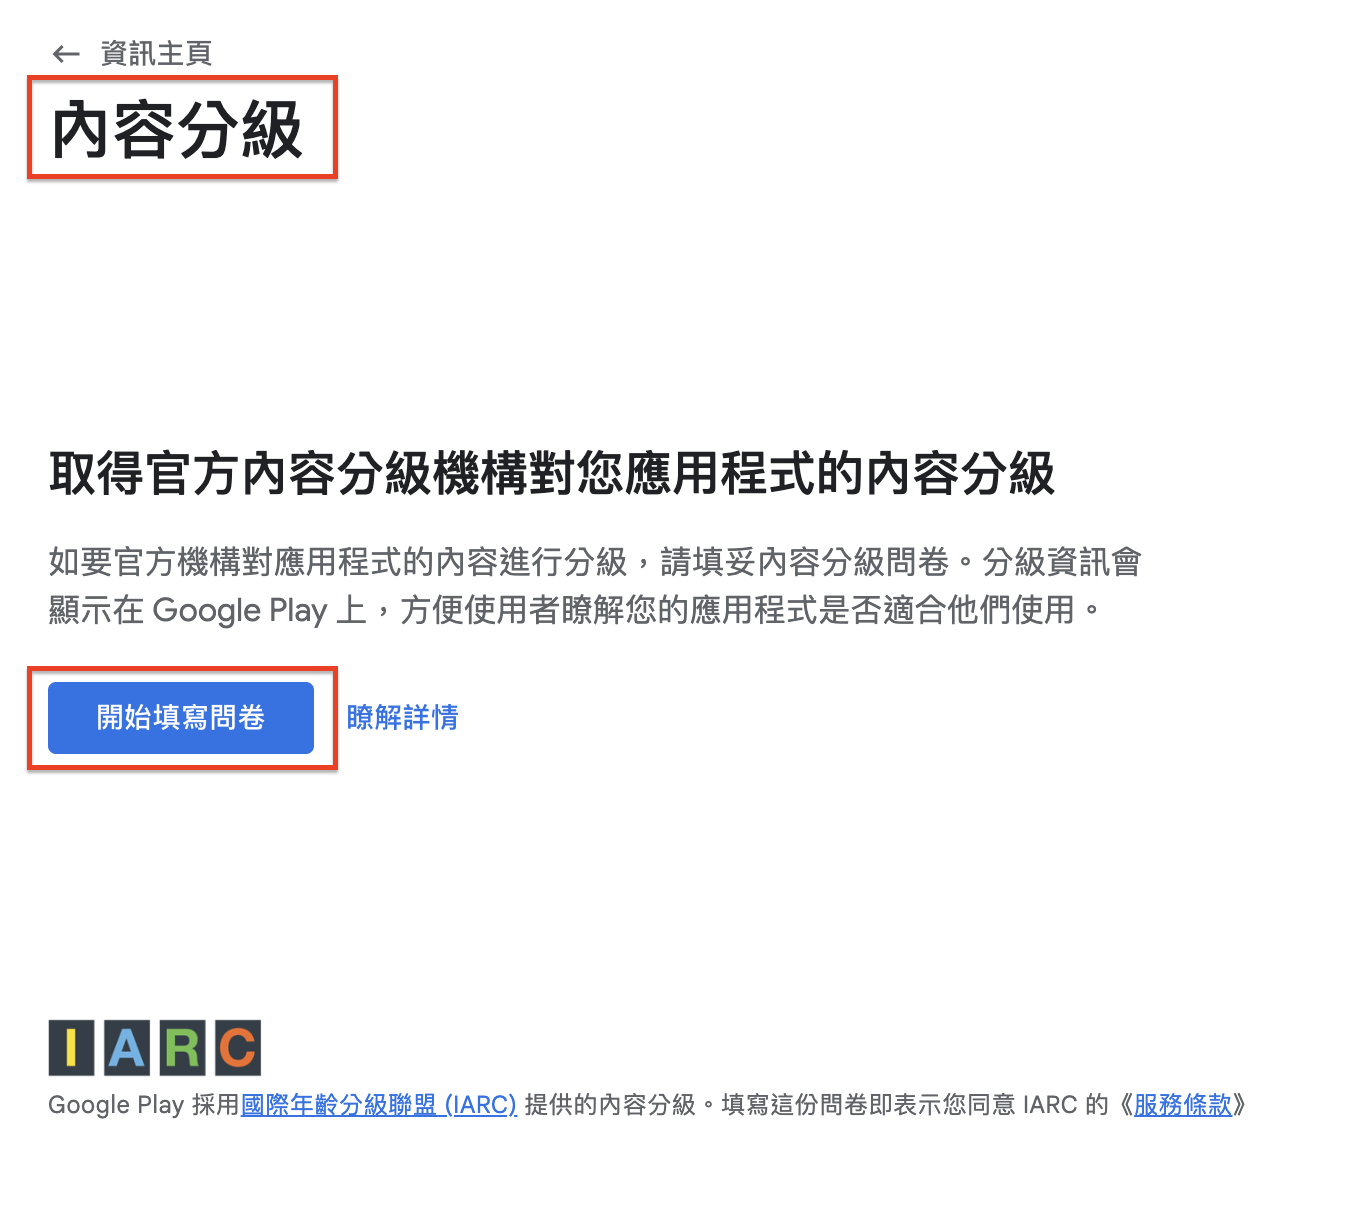 ← 資訊主頁
內容分級
取得官方內容分級機構對您應用程式的內容分級
如要官方機構對應用程式的內容進行分級，請填妥內容分級問卷。分級資訊會
顯示在 Google Play 上，方便使用者瞭解您的應用程式是否適合他們使用。
開始填寫問卷 瞭解詳情
IARC
Google Play 採用國際年齡分級聯盟 (IARC) 提供的內容分級。填寫這份問卷即表示您同意 IARC 的《服務條款》